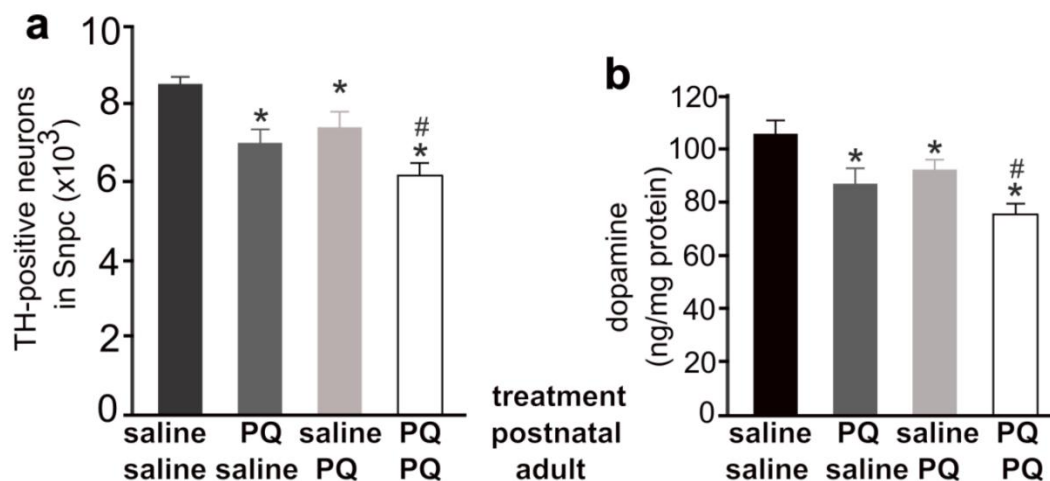 a
TH-positive neurons
in Snpc (x10³)
10
8
6
4
2
0
*
*
#
*
saline PQ saline PQ
saline saline PQ PQ
treatment
postnatal
adult
b
dopamine
(ng/mg protein)
120
100
80
60
40
20
0
*
*
#
*
saline PQ saline PQ
saline saline PQ PQ